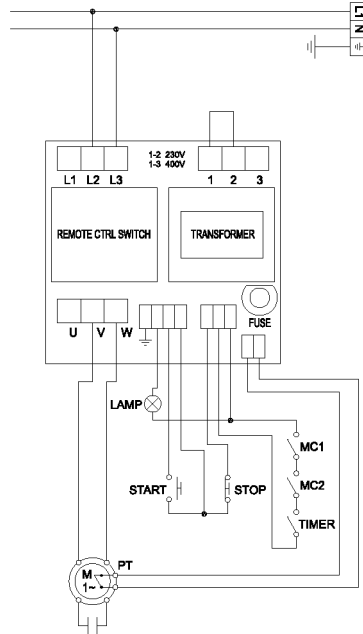 L1
N
1-2 230V
1-3 400V
L1 L2 L3
1 2 3
REMOTE CTRL SWITCH
TRANSFORMER
FUSE
U V W
LAMP
MC1
MC2
START
STOP
TIMER
PT
M
1~